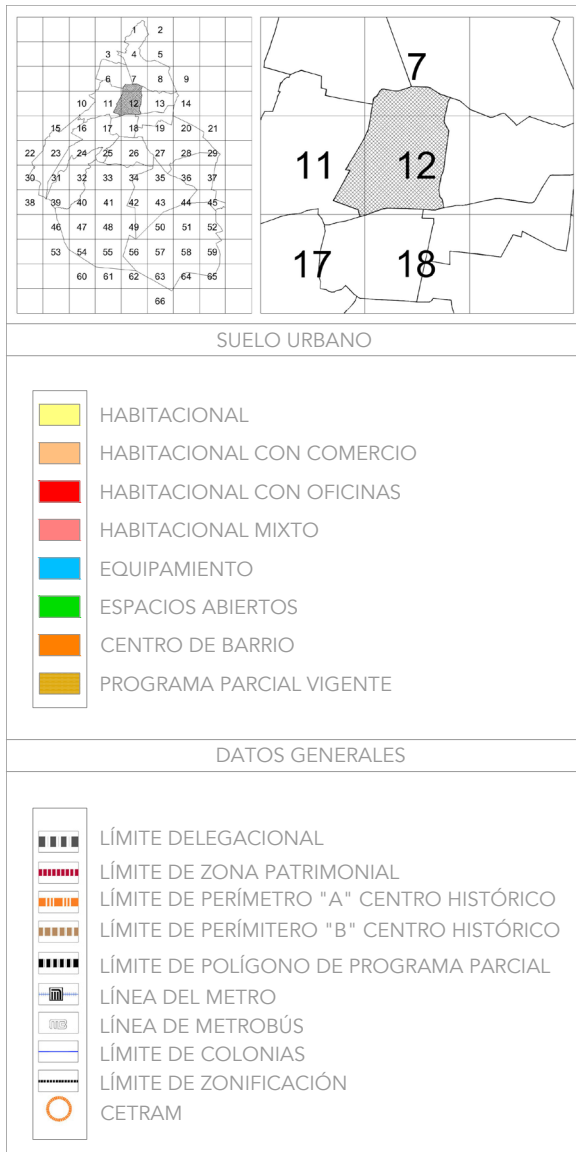 1 2
3 4 5
6 7 8 9
10 11 12 13 14
15 16 17 18 19 20 21
22 23 24 25 26 27 28 29
30 31 32 33 34 35 36 37
38 39 40 41 42 43 44 45
46 47 48 49 50 51 52
53 54 55 56 57 58 59
60 61 62 63 64 65
66
7
11 12
17 18
SUELO URBANO
HABITACIONAL
HABITACIONAL CON COMERCIO
HABITACIONAL CON OFICINAS
HABITACIONAL MIXTO
EQUIPAMIENTO
ESPACIOS ABIERTOS
CENTRO DE BARRIO
PROGRAMA PARCIAL VIGENTE
DATOS GENERALES
LÍMITE DELEGACIONAL
LÍMITE DE ZONA PATRIMONIAL
LÍMITE DE PERÍMETRO "A" CENTRO HISTÓRICO
LÍMITE DE PERÍMITERO "B" CENTRO HISTÓRICO
LÍMITE DE POLÍGONO DE PROGRAMA PARCIAL
LÍNEA DEL METRO
MB LÍNEA DE METROBÚS
LÍMITE DE COLONIAS
LÍMITE DE ZONIFICACIÓN
CETRAM